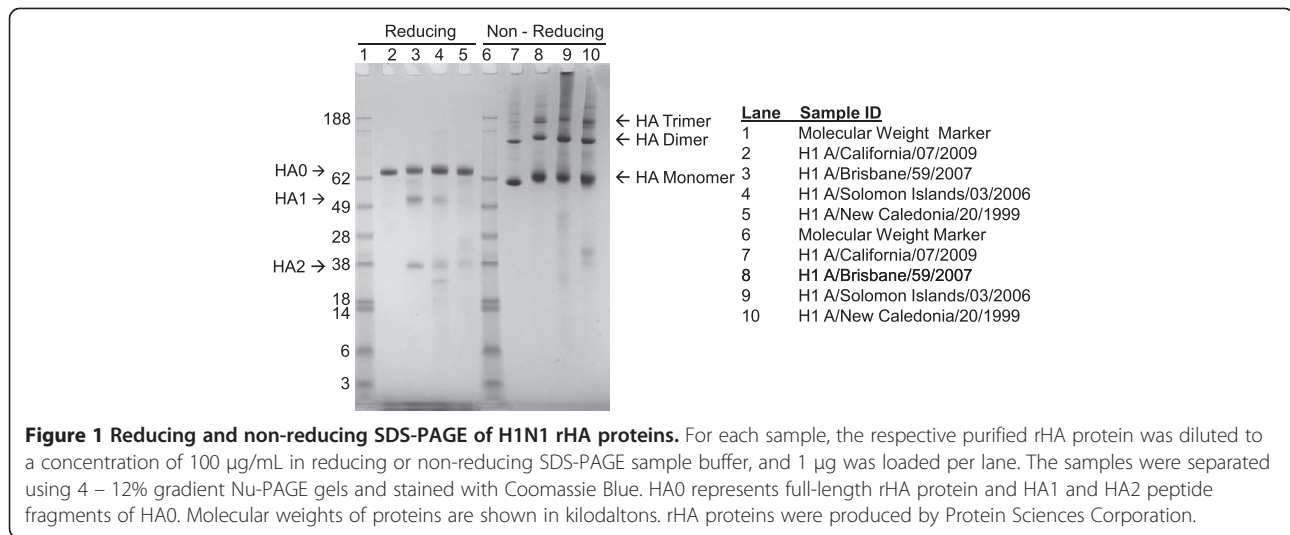 Reducing Non - Reducing
1 2 3 4 5 6 7 8 9 10
188
HA0 →
62
HA1 →
49
28
HA2 → 38
18
14
6
3
← HA Trimer
← HA Dimer
← HA Monomer
Lane Sample ID
1 Molecular Weight Marker
2 H1 A/California/07/2009
3 H1 A/Brisbane/59/2007
4 H1 A/Solomon Islands/03/2006
5 H1 A/New Caledonia/20/1999
6 Molecular Weight Marker
7 H1 A/California/07/2009
8 H1 A/Brisbane/59/2007
9 H1 A/Solomon Islands/03/2006
10 H1 A/New Caledonia/20/1999
Figure 1 Reducing and non-reducing SDS-PAGE of H1N1 rHA proteins. For each sample, the respective purified rHA protein was diluted to
a concentration of 100 μg/mL in reducing or non-reducing SDS-PAGE sample buffer, and 1 μg was loaded per lane. The samples were separated
using 4 – 12% gradient Nu-PAGE gels and stained with Coomassie Blue. HA0 represents full-length rHA protein and HA1 and HA2 peptide
fragments of HA0. Molecular weights of proteins are shown in kilodaltons. rHA proteins were produced by Protein Sciences Corporation.